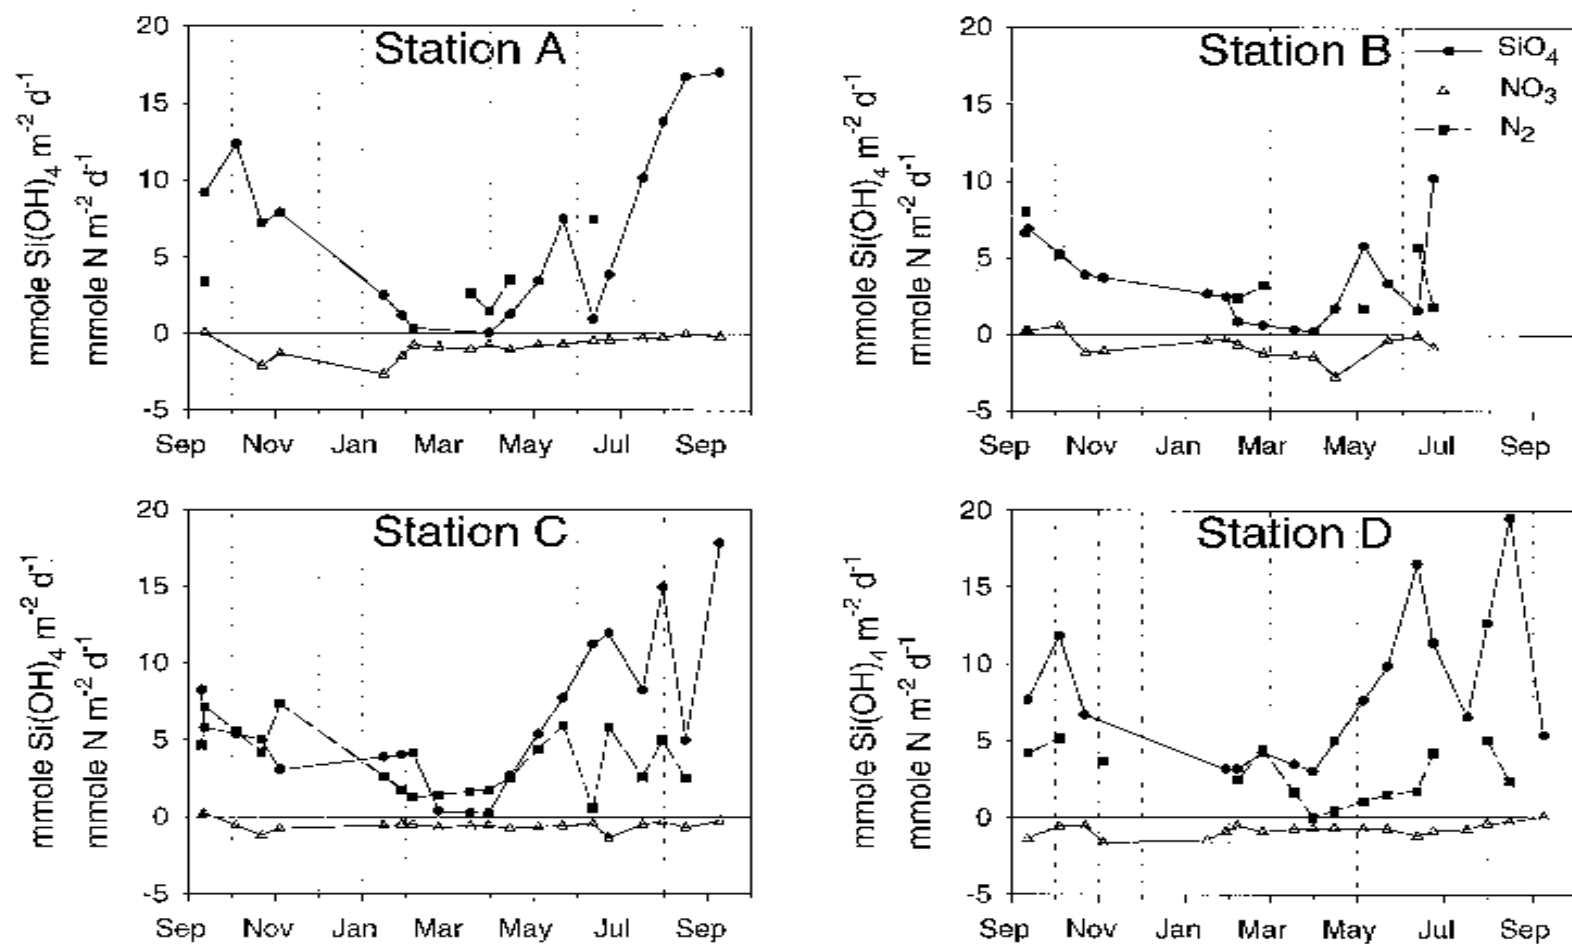 Station A
20
15
10
5
0
-5
mmole Si(OH)4 m-2 d-1
mmole N m-2 d-1
Sep Nov Jan Mar May Jul Sep
Station B
SiO4
NO3
N2
20
15
10
5
0
-5
mmole Si(OH)4 m-2 d-1
mmole N m-2 d-1
Sep Nov Jan Mar May Jul Sep
Station C
20
15
10
5
0
-5
mmole Si(OH)4 m-2 d-1
mmole N m-2 d-1
Sep Nov Jan Mar May Jul Sep
Station D
20
15
10
5
0
-5
mmole Si(OH)4 m-2 d-1
mmole N m-2 d-1
Sep Nov Jan Mar May Jul Sep